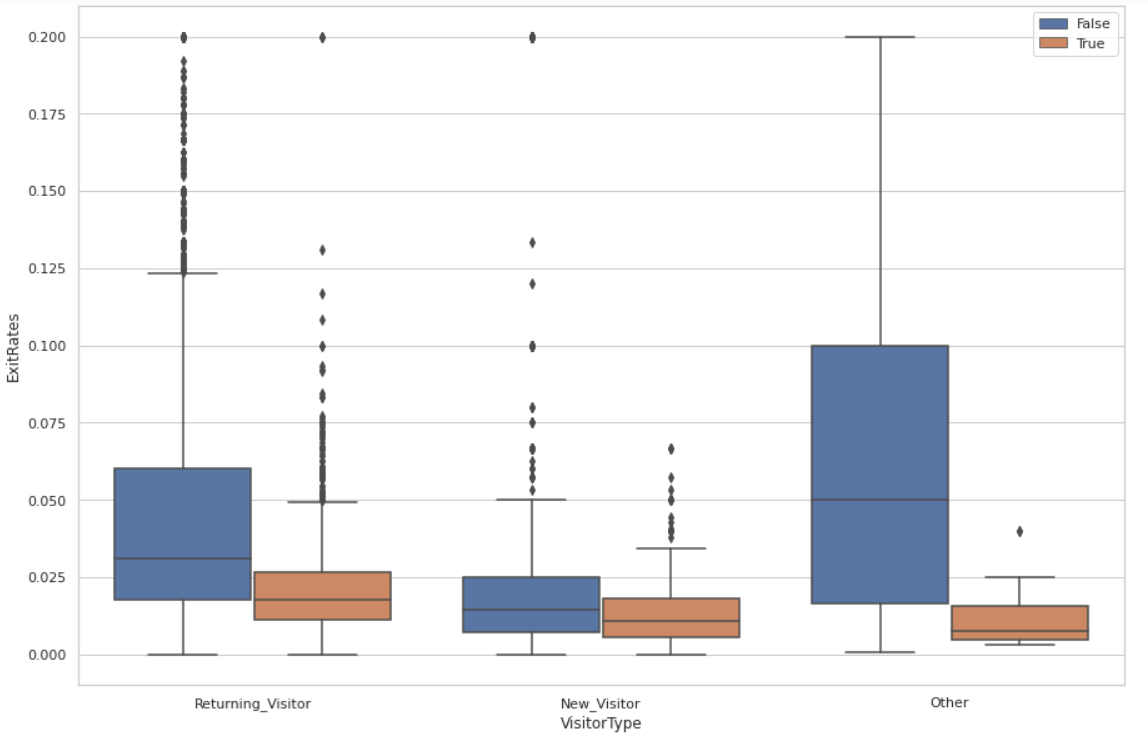 False
True
0.200
0.175
0.150
0.125
0.100
0.075
0.050
0.025
0.000
ExitRates
Returning_Visitor
New_Visitor
Other
VisitorType